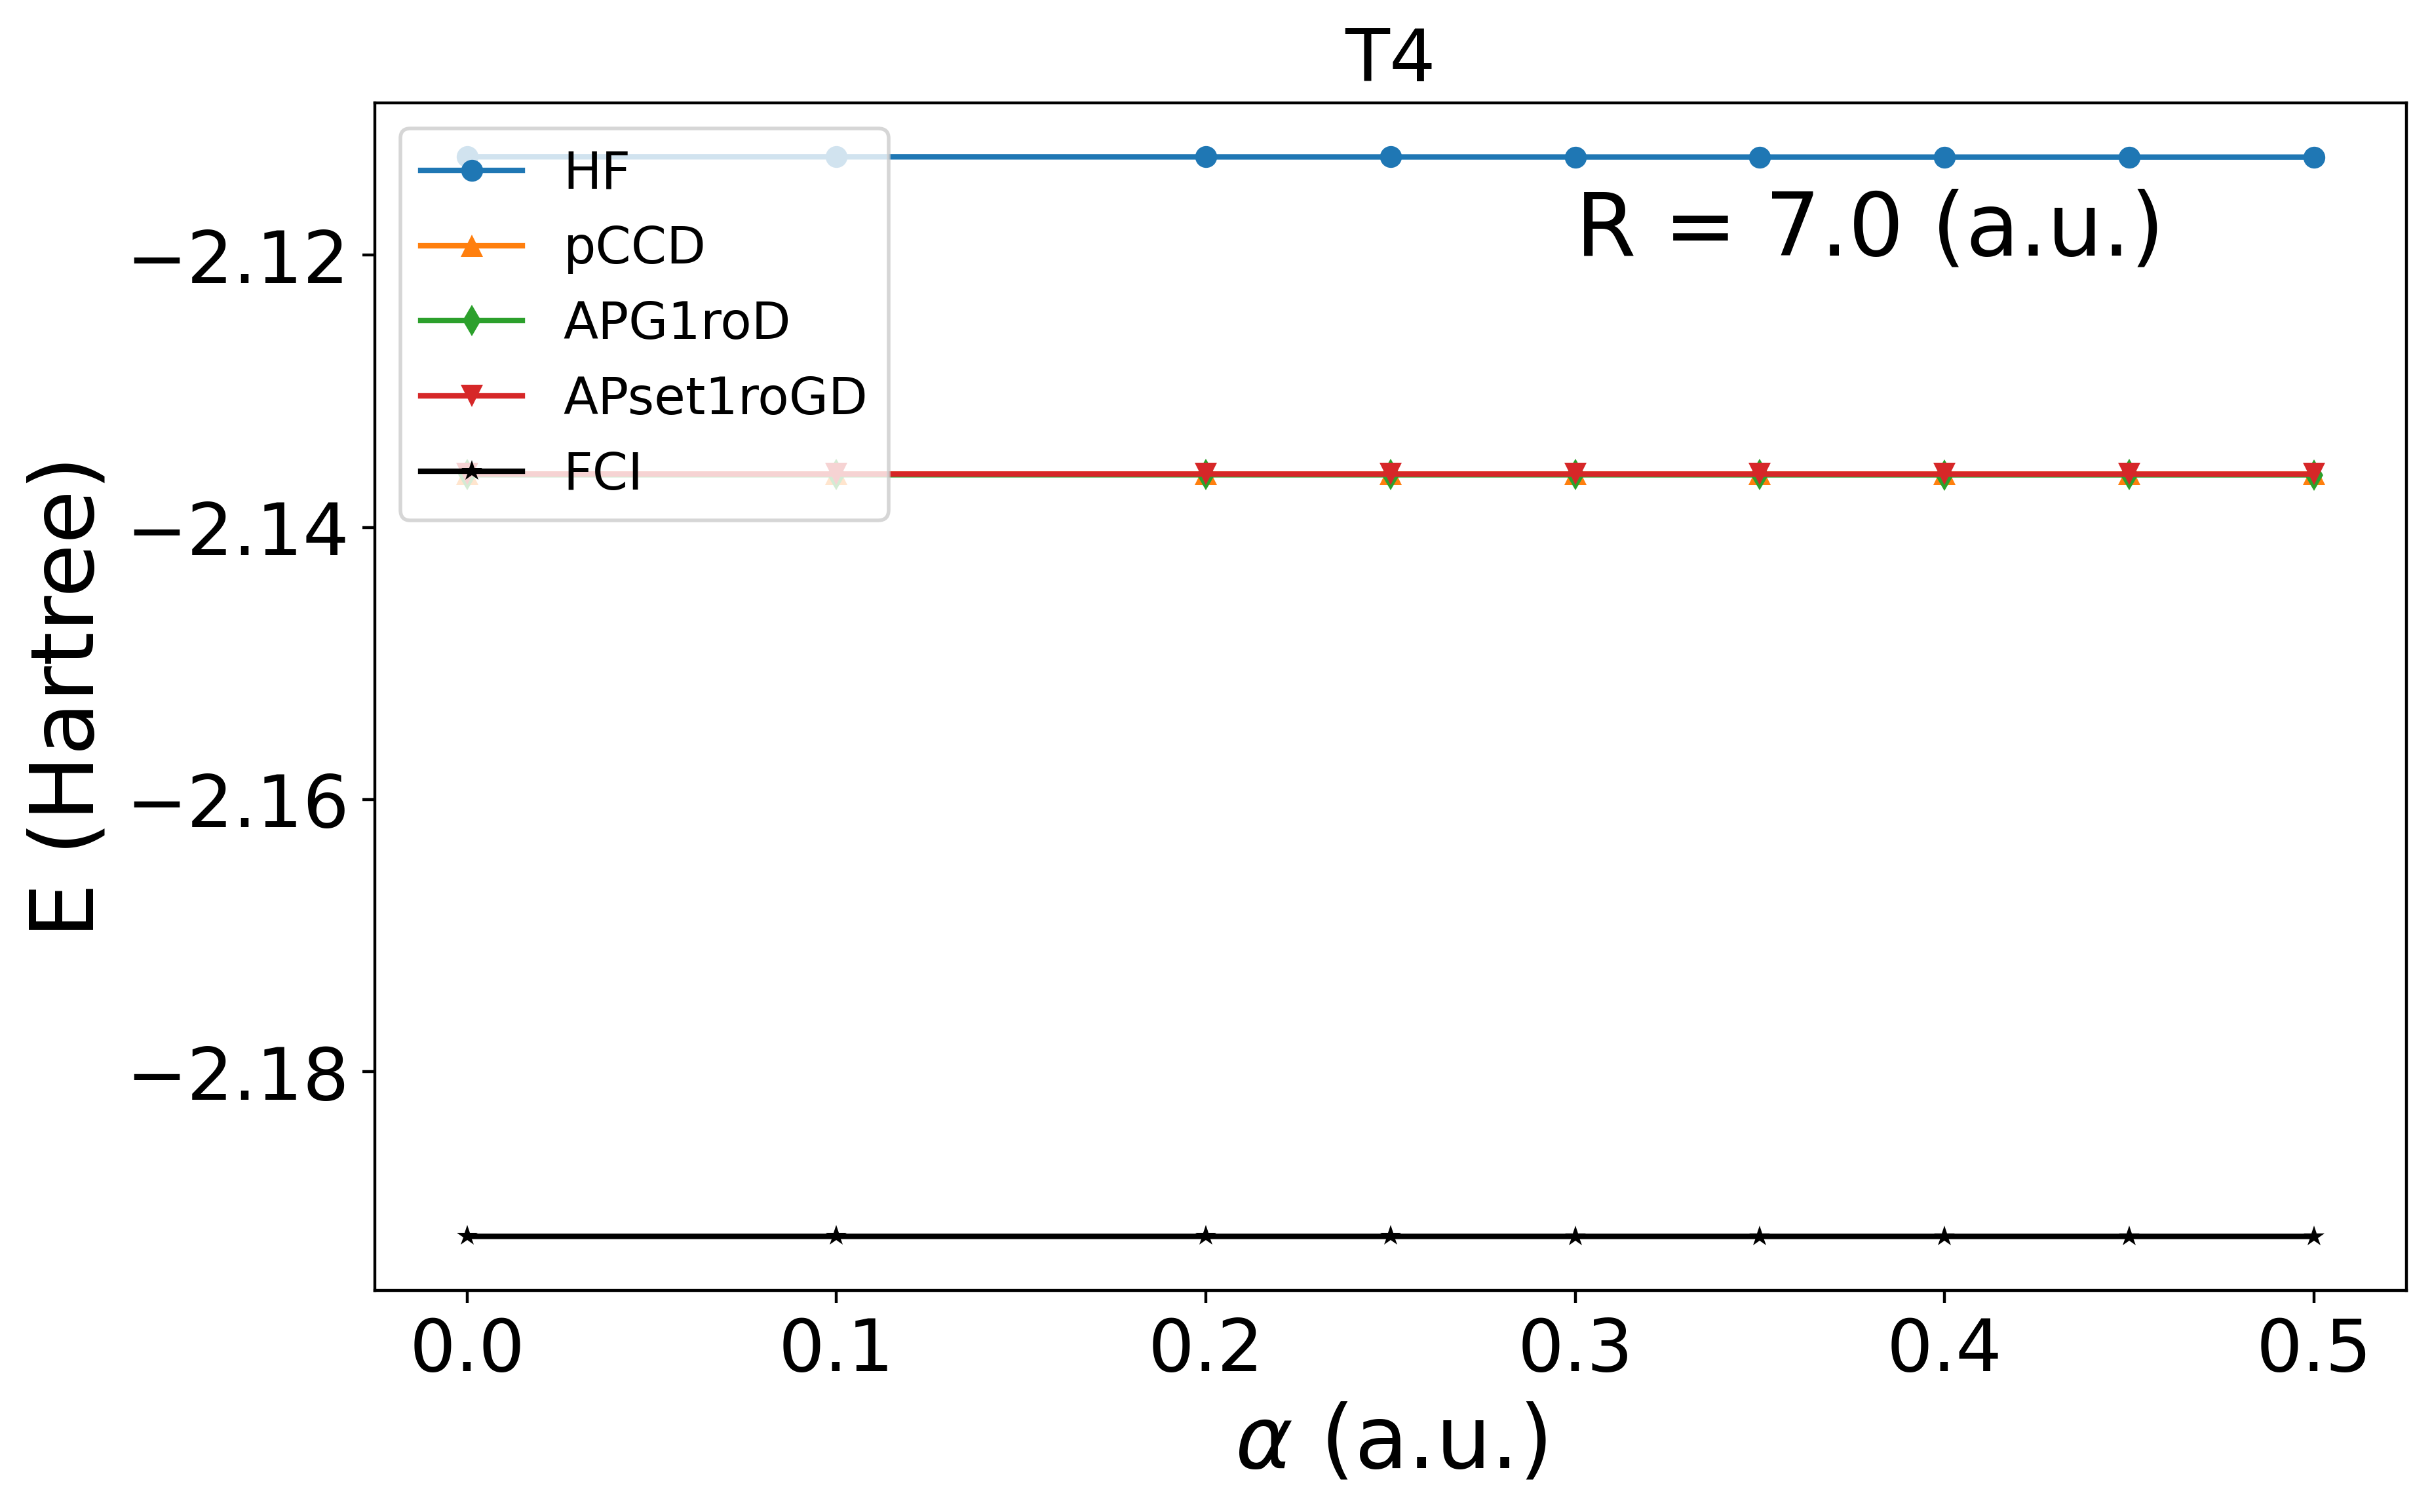 T4
HF
pCCD
APG1roD
APset1roGD
FCI
R = 7.0 (a.u.)
E (Hartree)
−2.12
−2.14
−2.16
−2.18
0.0 0.1 0.2 0.3 0.4 0.5
α (a.u.)